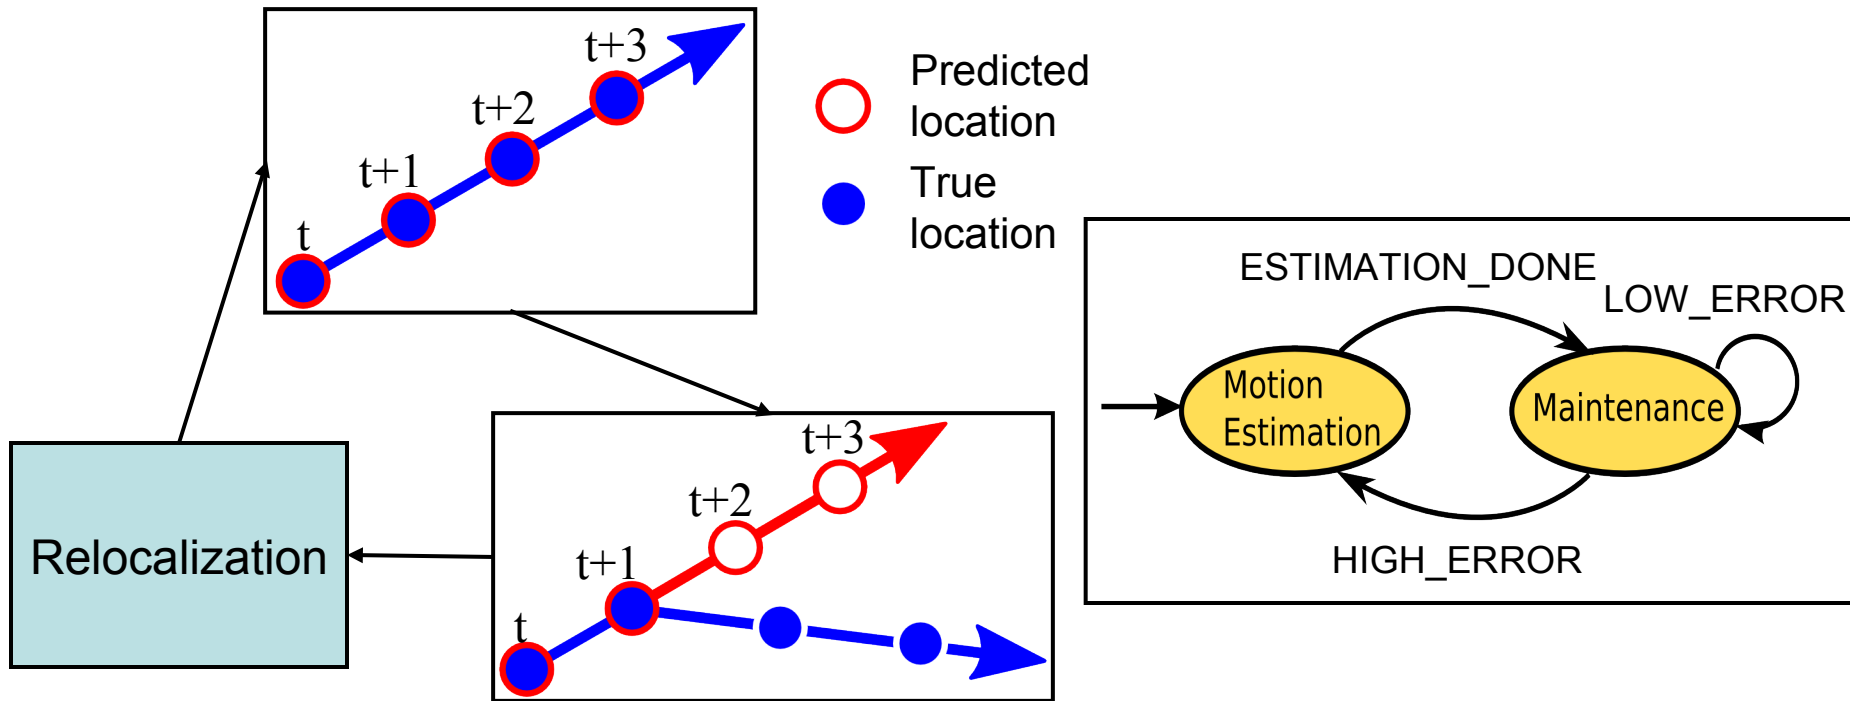 t+3
t+2
t+1
t
Predicted
location
True
location
ESTIMATION_DONE
LOW_ERROR
Motion
Estimation
Maintenance
HIGH_ERROR
t+3
t+2
t+1
t
Relocalization